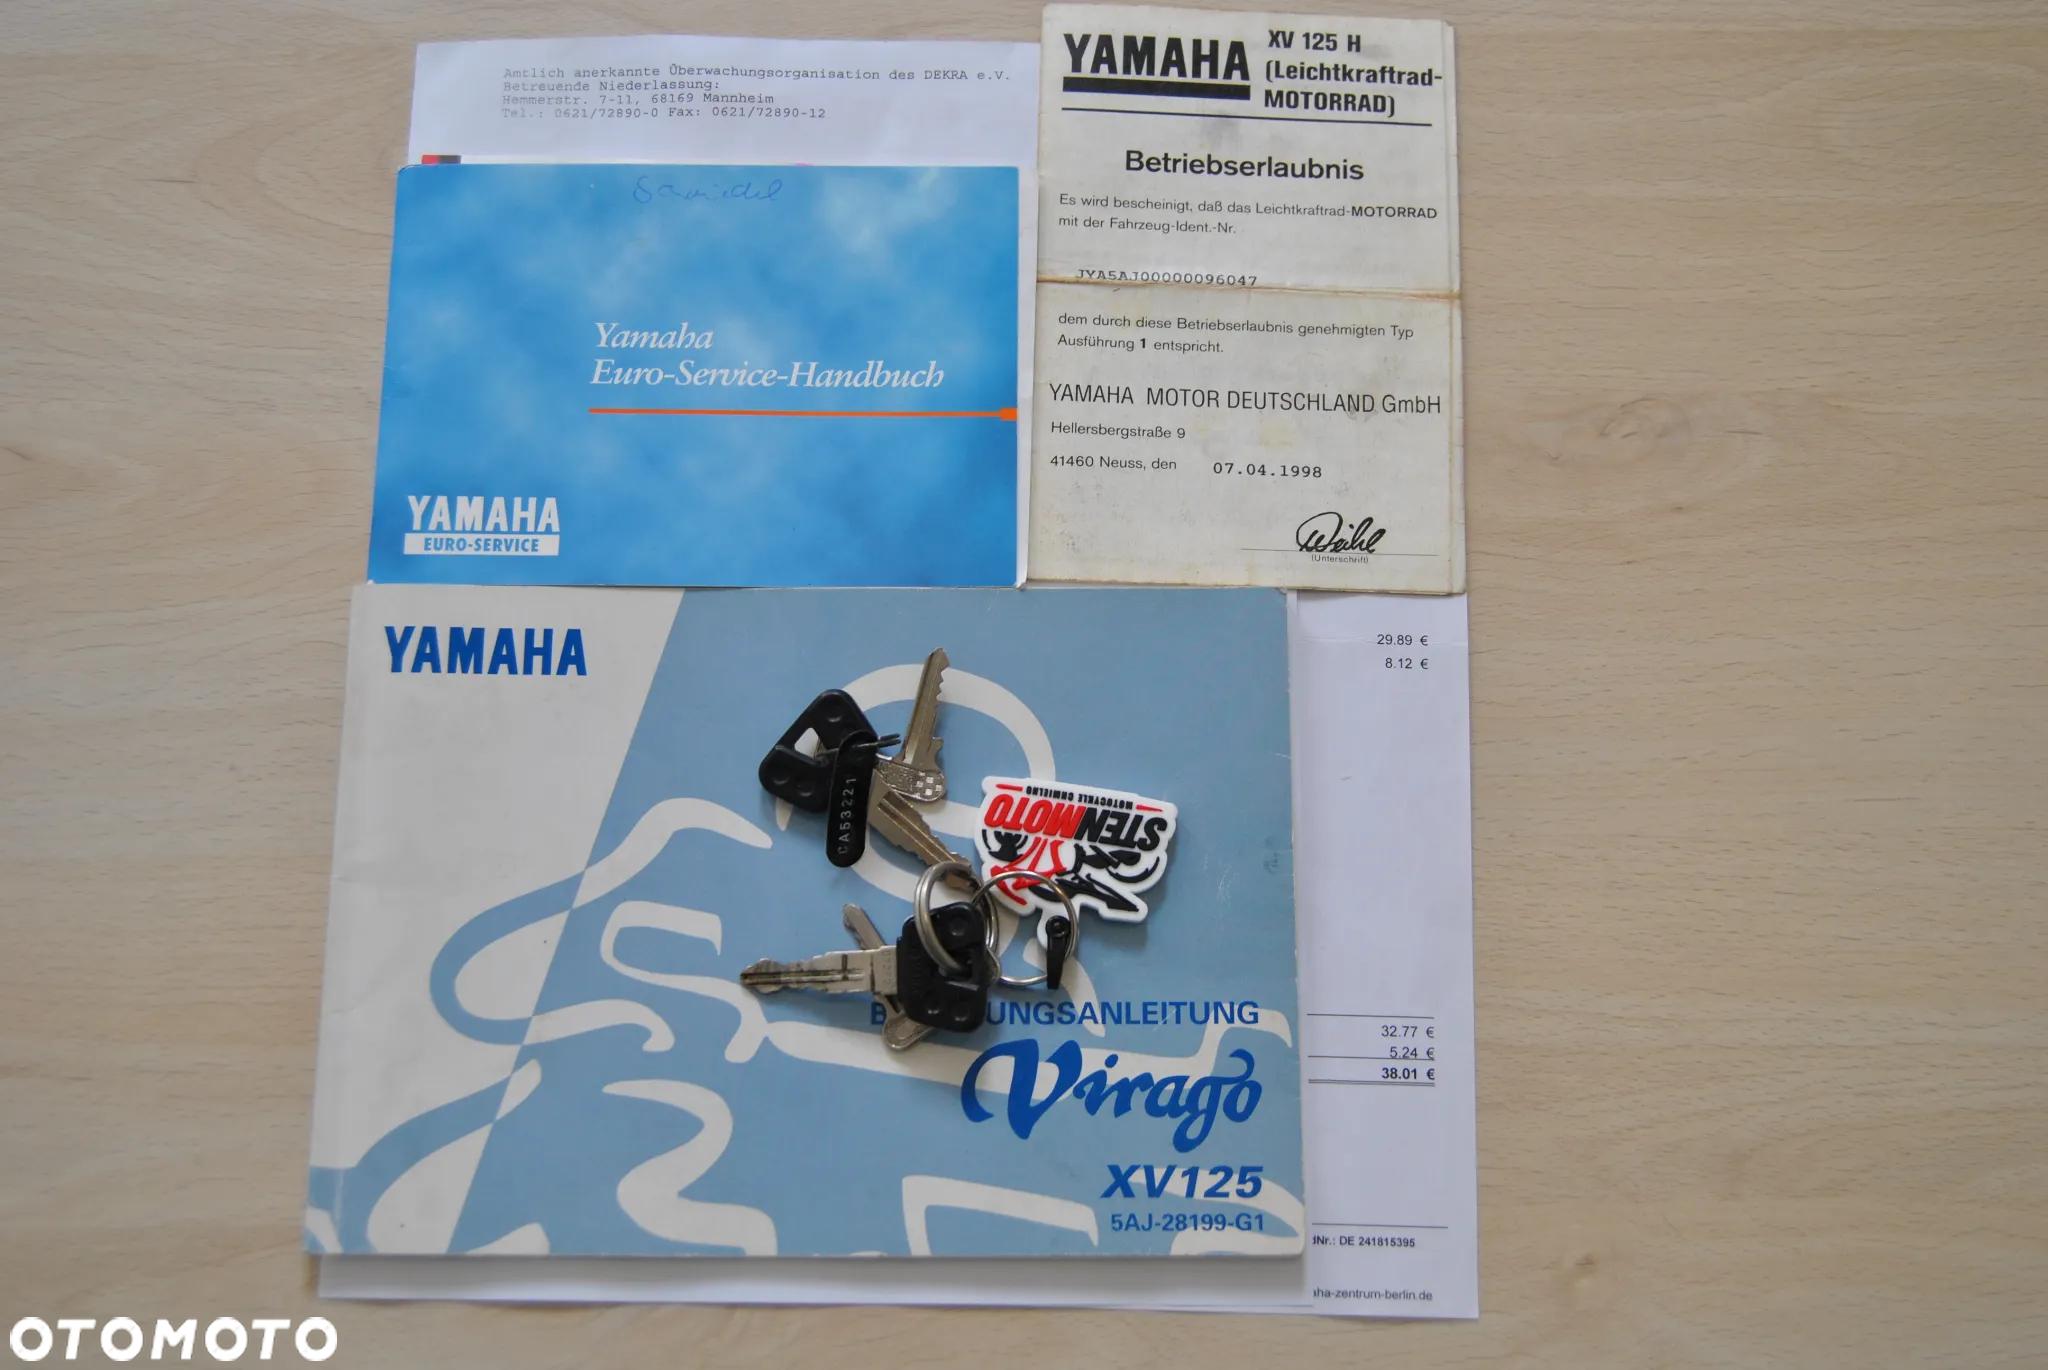 Amtlich anerkannte Überwachungsorganisation des DEKRA e.V.
Betreuende Niederlassung:
Hemmerstr. 7-11, 68169 Mannheim
Tel.: 0621/72890-0 Fax: 0621/72890-12
YAMAHA
XV 125 H
(Leichtkraftrad-
MOTORRAD)
Betriebserlaubnis
Es wird bescheinigt, daß das Leichtkraftrad-MOTORRAD
mit der Fahrzeug-Ident.-Nr.
JYA5AJ00000096047
dem durch diese Betriebserlaubnis genehmigten Typ
Ausführung 1 entspricht.
YAMAHA MOTOR DEUTSCHLAND GmbH
Hellersbergstraße 9
41460 Neuss, den 07.04.1998
(Unterschrift)
Yamaha
Euro-Service-Handbuch
YAMAHA
EURO-SERVICE
YAMAHA
CA53221
STENMOTO
MOTOCYKLE CHMIELNO
UNGSANLEITUNG
Virago
XV125
5AJ-28199-G1
29.89 €
8.12 €
32.77 €
5.24 €
38.01 €
dNr.: DE 241815395
aha-zentrum-berlin.de
OTOMOTO